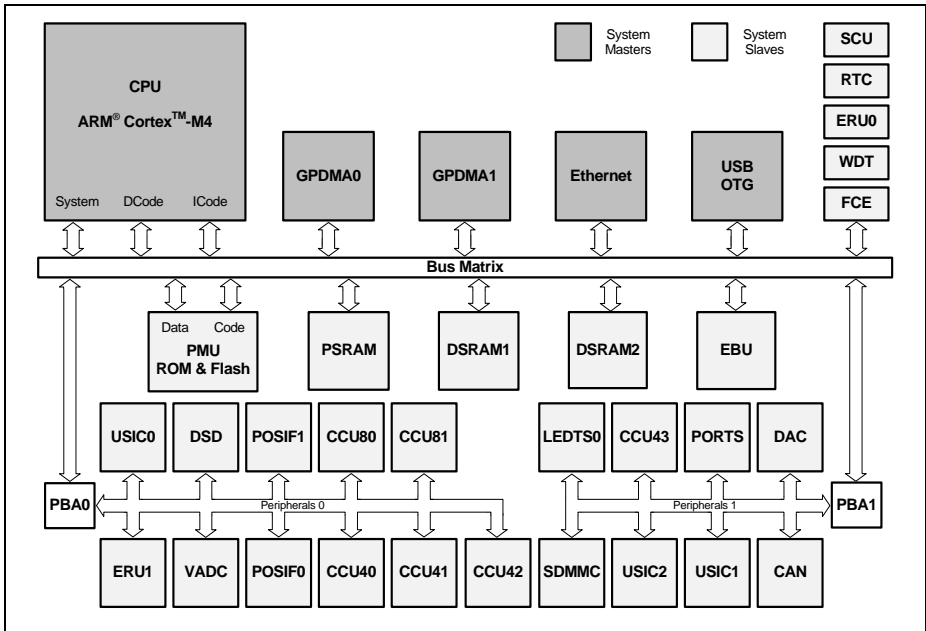 CPU
ARM® Cortex™-M4
System DCode ICode
GPDMA0
GPDMA1
Ethernet
USB
OTG
System
Masters
System
Slaves
SCU
RTC
ERU0
WDT
FCE
Bus Matrix
Data Code
PMU
ROM & Flash
PSRAM
DSRAM1
DSRAM2
EBU
USIC0
DSD
POSIF1
CCU80
CCU81
LEDTS0
CCU43
PORTS
DAC
PBA0
Peripherals 0
Peripherals 1
PBA1
ERU1
VADC
POSIF0
CCU40
CCU41
CCU42
SDMMC
USIC2
USIC1
CAN